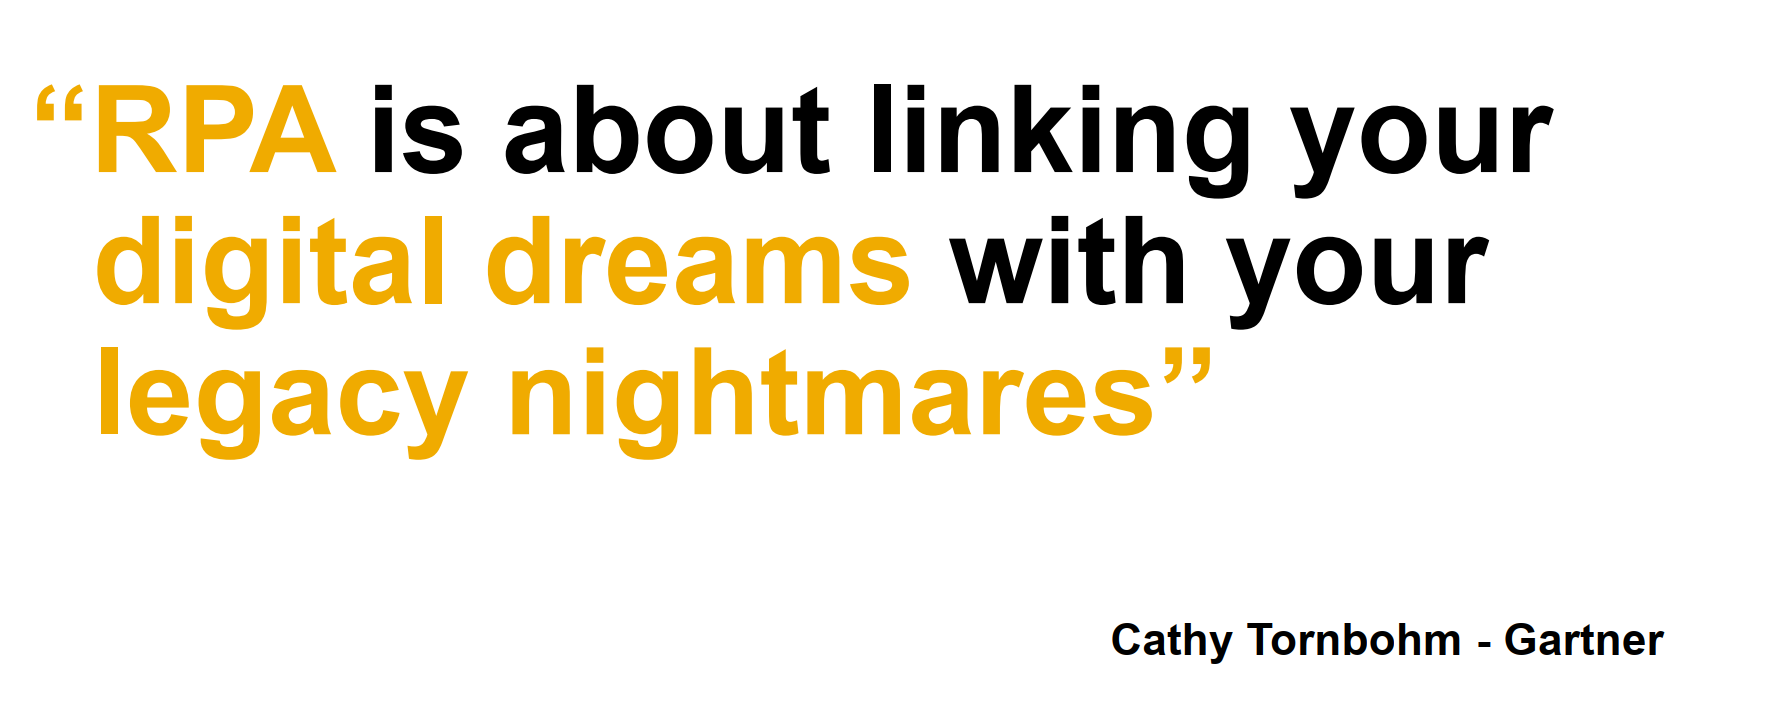 “RPA is about linking your
digital dreams with your
legacy nightmares”
Cathy Tornbohm - Gartner